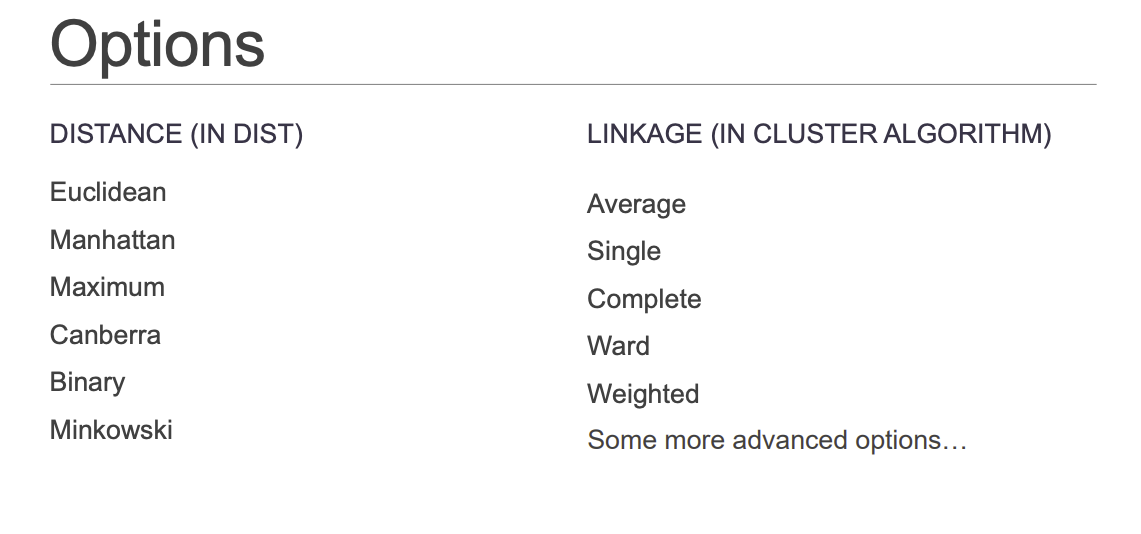 Options
DISTANCE (IN DIST)
Euclidean
Manhattan
Maximum
Canberra
Binary
Minkowski
LINKAGE (IN CLUSTER ALGORITHM)
Average
Single
Complete
Ward
Weighted
Some more advanced options…